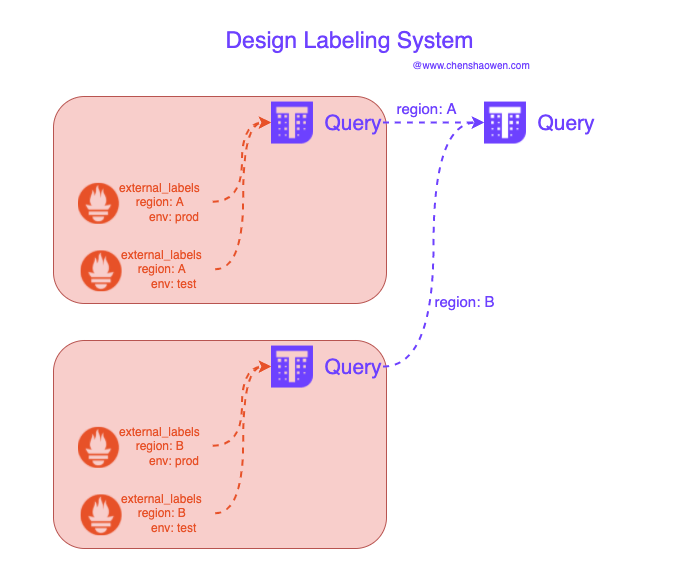 Design Labeling System
@www.chenshaowen.com
Query
region: A
Query
external_labels
region: A
env: prod
external_labels
region: A
env: test
region: B
Query
external_labels
region: B
env: prod
external_labels
region: B
env: test